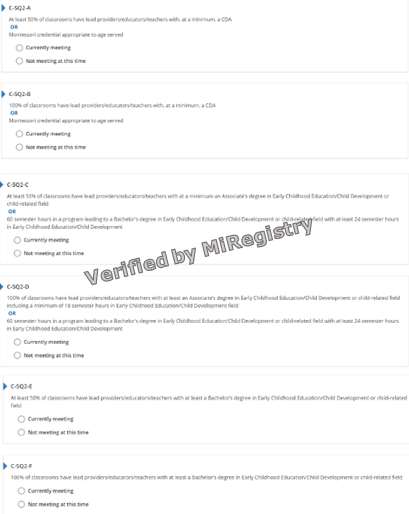 C-SQ2-A
At least 50% of classrooms have lead providers/educators/teachers with, at a minimum, a CDA
OR
Montessori credential appropriate to age served
Currently meeting
Not meeting at this time
C-SQ2-B
100% of classrooms have lead providers/educators/teachers with, at a minimum, a CDA
OR
Montessori credential appropriate to age served
Currently meeting
Not meeting at this time
C-SQ2-C
At least 50% of classrooms have lead providers/educators/teachers with at a minimum an Associate's degree in Early Childhood Education/Child Development or
child-related field
OR
60 semester hours in a program leading to a Bachelor's degree in Early Childhood Education/Child Development or child-related field with at least 24 semester hours
in Early Childhood Education/Child Development
Currently meeting
Not meeting at this time
Verified by MiRegistry
C-SQ2-D
100% of classrooms have lead providers/educators/teachers with at least an Associate's degree in Early Childhood Education/Child Development or child-related field
including a minimum of 18 semester hours in Early Childhood Education/Child Development field
OR
60 semester hours in a program leading to a Bachelor's degree in Early Childhood Education/Child Development or child-related field with at least 24 semester hours
in Early Childhood Education/Child Development
Currently meeting
Not meeting at this time
C-SQ2-E
At least 50% of classrooms have lead providers/educators/teachers with at least a Bachelor's degree in Early Childhood Education/Child Development or child-related
field
Currently meeting
Not meeting at this time
C-SQ2-F
100% of classrooms have lead providers/educators/teachers with at least a Bachelor's degree in Early Childhood Education/Child Development or child-related field
Currently meeting
Not meeting at this time